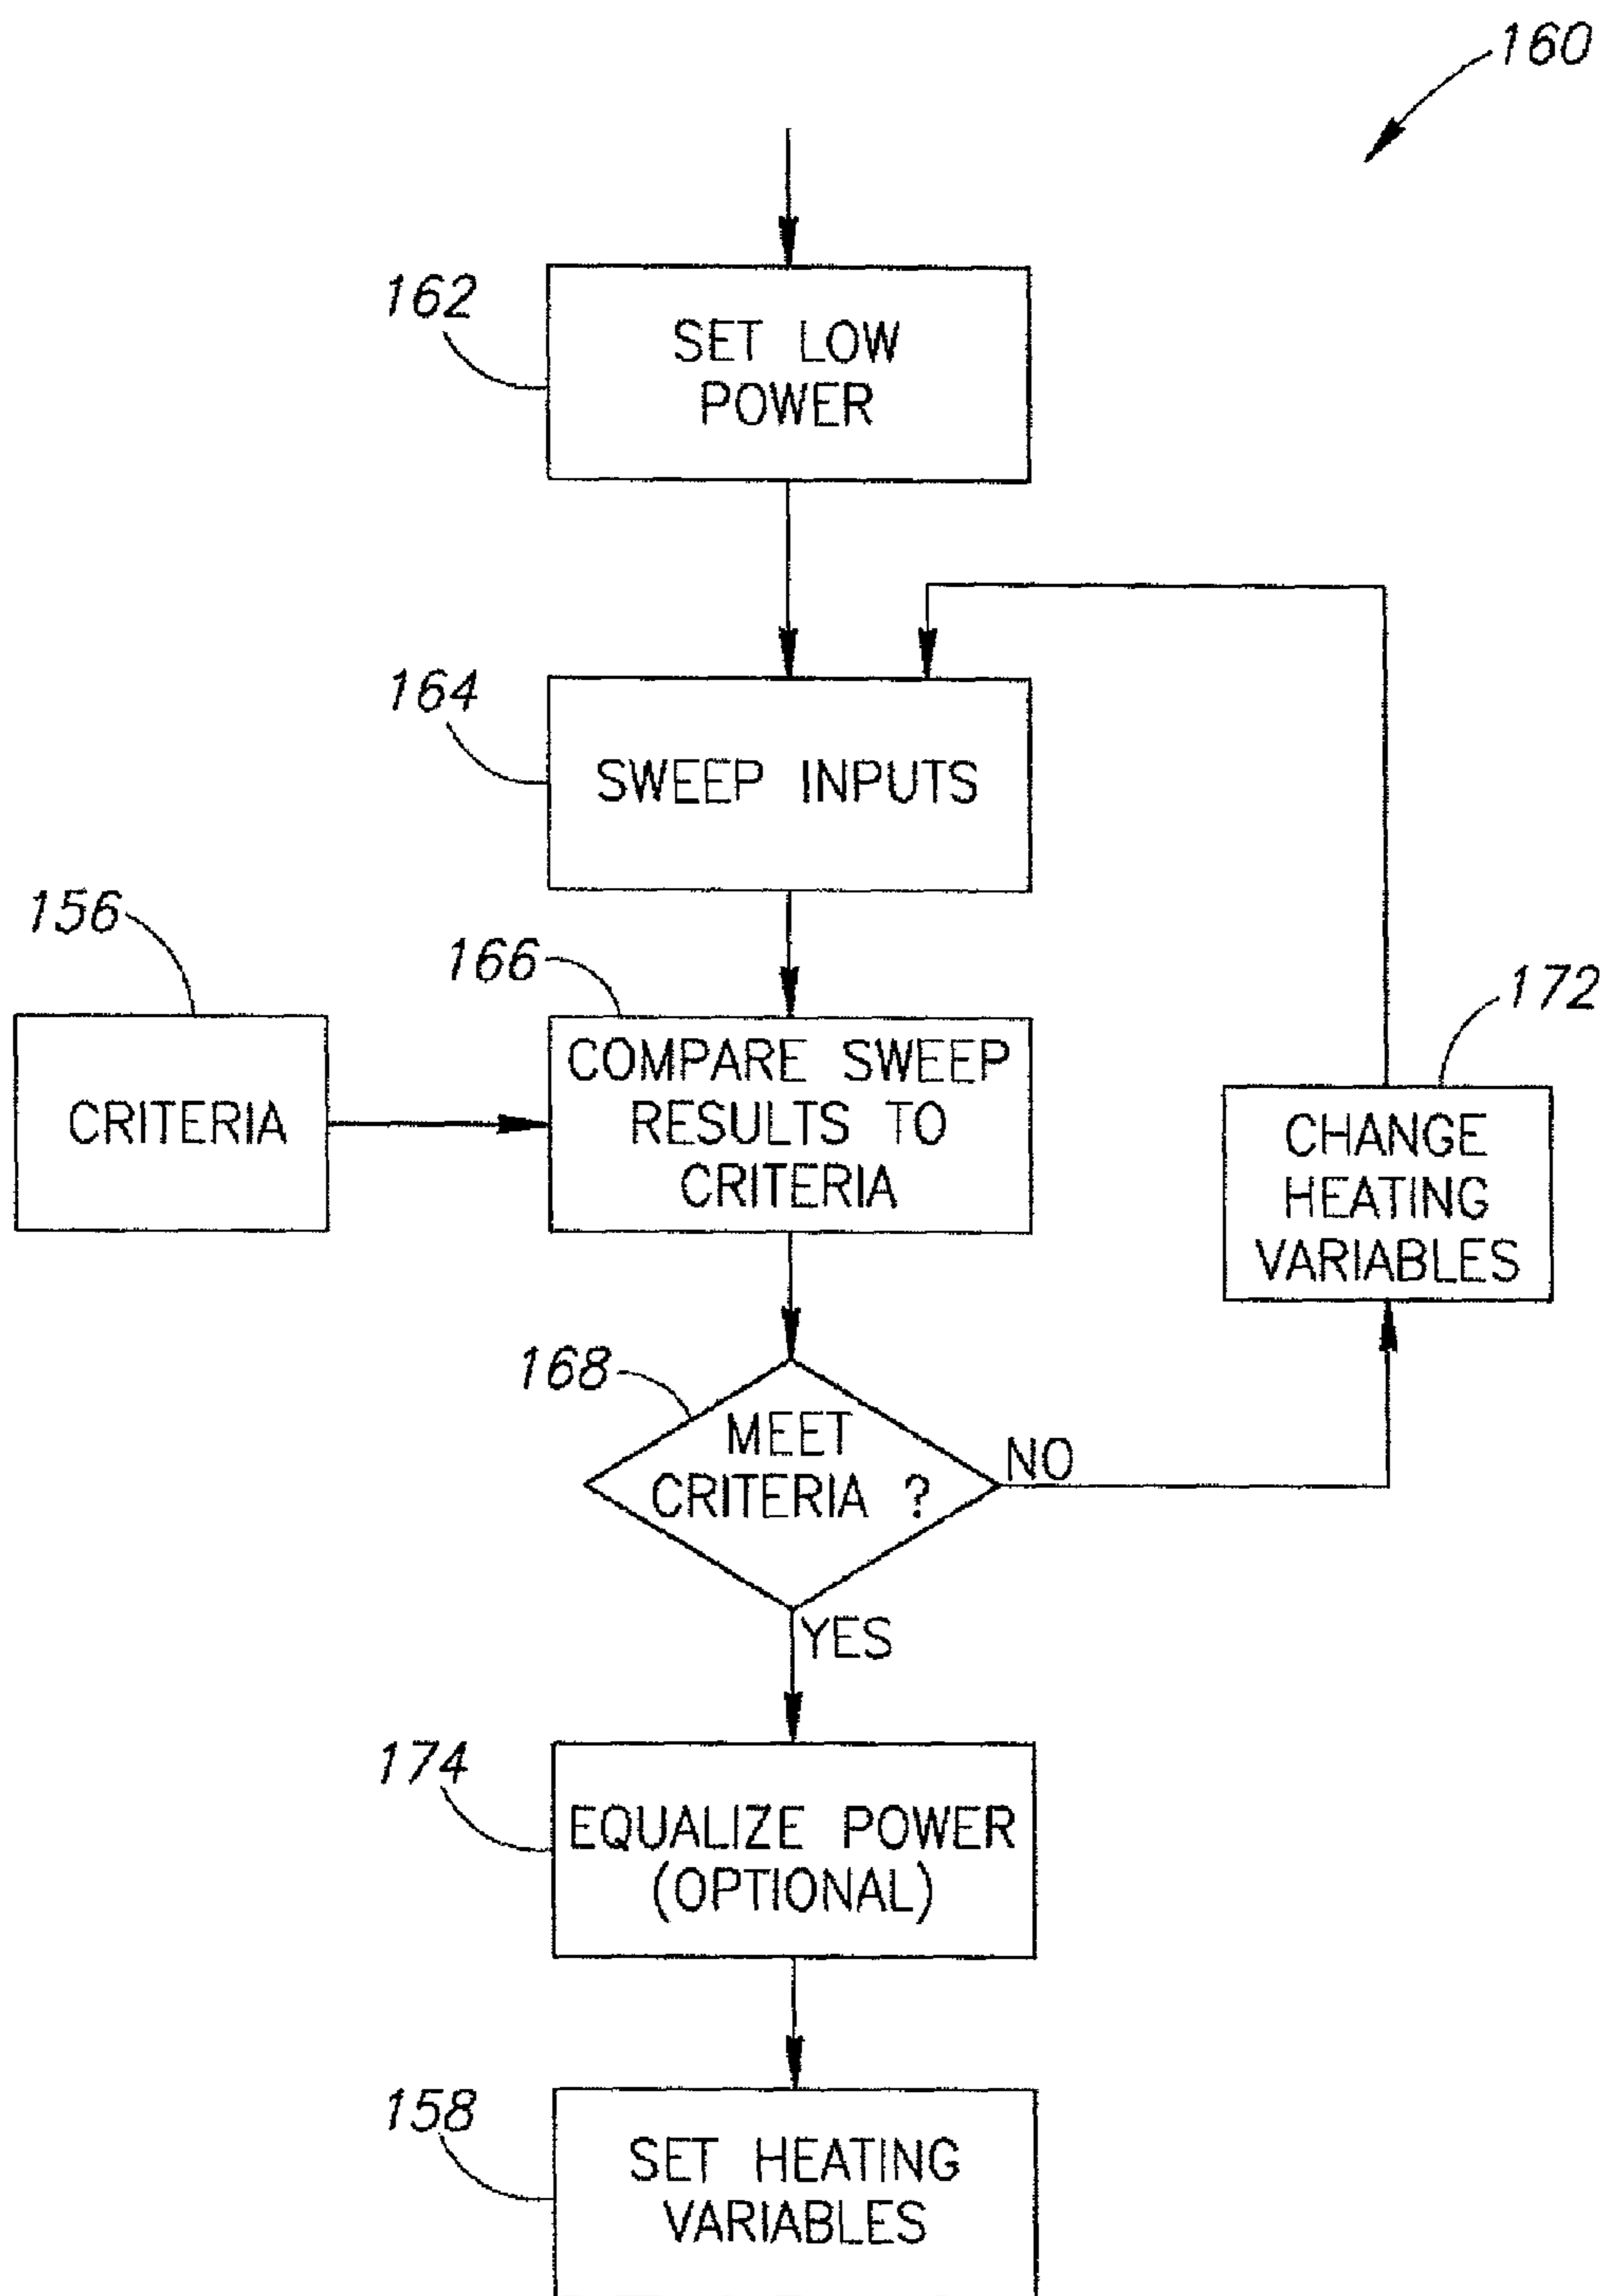 160
162
SET LOW
POWER
164
SWEEP INPUTS
156
166
172
CRITERIA
COMPARE SWEEP
RESULTS TO
CRITERIA
CHANGE
HEATING
VARIABLES
168
MEET
CRITERIA ?
NO
YES
174
EQUALIZE POWER
(OPTIONAL)
158
SET HEATING
VARIABLES